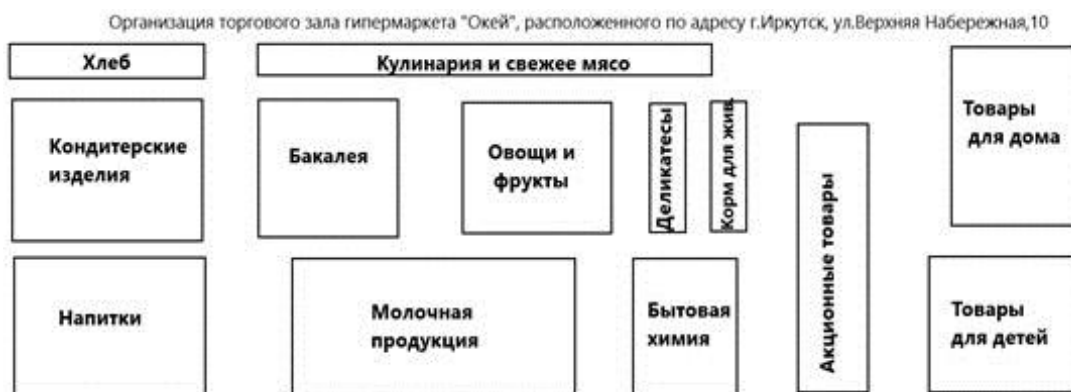 Организация торгового зала гипермаркета "Окей", расположенного по адресу г.Иркутск, ул.Верхняя Набережная,10
Хлеб
Кулинария и свежее мясо
Кондитерские
изделия
Бакалея
Овощи и
фрукты
Деликатесы
Корм для жив.
Акционные товары
Товары
для дома
Напитки
Молочная
продукция
Бытовая
химия
Товары
для детей